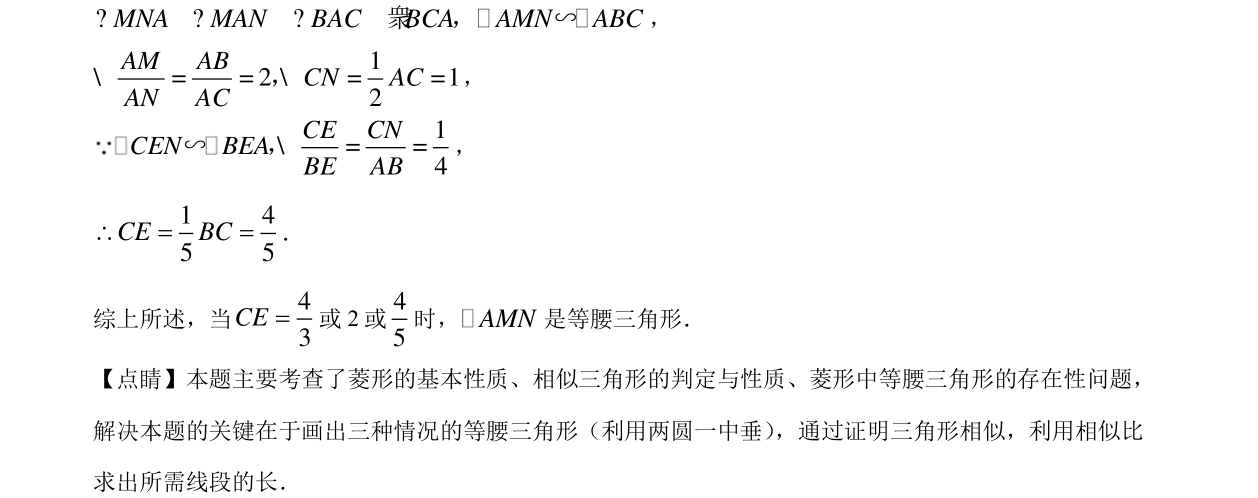 ? MNA ? MAN ? BAC 衆BCA, □ AMN∽□ ABC ,
\ AM/AN = AB/AC = 2,\ CN = 1/2 AC = 1 ,
∵□CEN∽□ BEA,\ CE/BE = CN/AB = 1/4 ,
∴CE = 1/5 BC = 4/5 .
综上所述，当CE = 4/3 或 2 或 4/5 时，□ AMN 是等腰三角形．
【点睛】本题主要考查了菱形的基本性质、相似三角形的判定与性质、菱形中等腰三角形的存在性问题，
解决本题的关键在于画出三种情况的等腰三角形（利用两圆一中垂），通过证明三角形相似，利用相似比
求出所需线段的长．